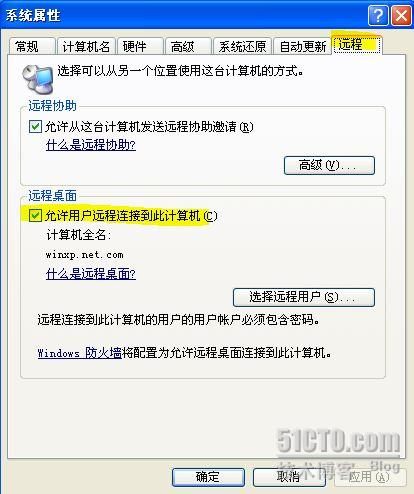 系统属性
常规 计算机名 硬件 高级 系统还原 自动更新 远程
选择可以从另一个位置使用这台计算机的方式。
远程协助
允许从这台计算机发送远程协助邀请(R)
什么是远程协助?
高级(V)...
远程桌面
允许用户远程连接到此计算机(C)
计算机全名:
winxp.net.com
什么是远程桌面?
选择远程用户(S)...
远程连接到此计算机的用户的用户帐户必须包含密码。
Windows 防火墙将配置为允许远程桌面连接到此计算机。
51CTO.com
技术博客 Blog
确定 取消 应用(A)